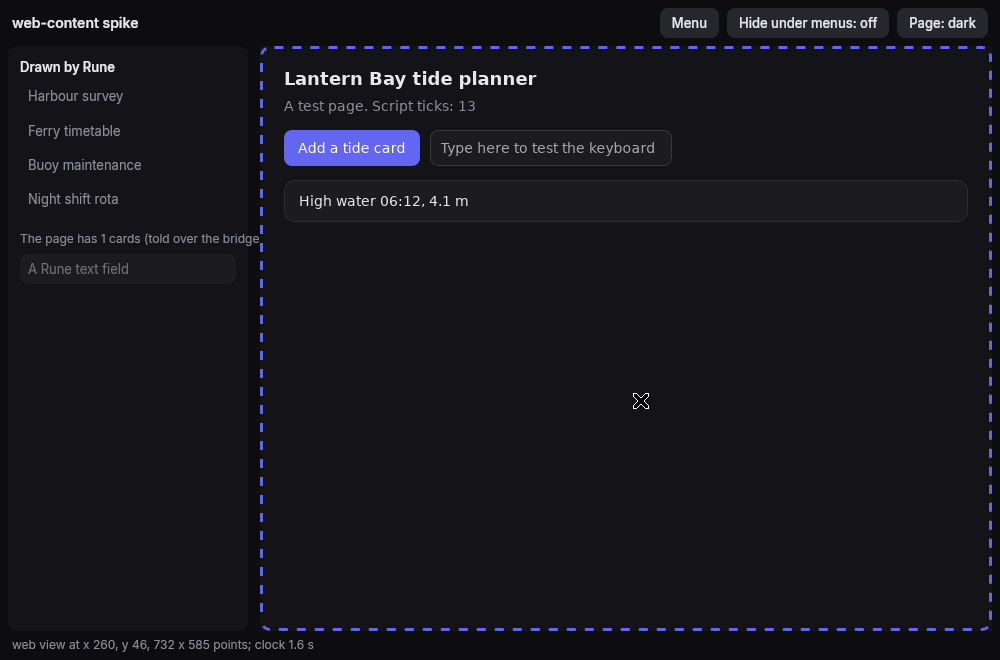 web-content spike
Menu
Hide under menus: off
Page: dark
Drawn by Rune
Harbour survey
Ferry timetable
Buoy maintenance
Night shift rota
The page has 1 cards (told over the bridge
A Rune text field
Lantern Bay tide planner
A test page. Script ticks: 13
Add a tide card
Type here to test the keyboard
High water 06:12, 4.1 m
web view at x 260, y 46, 732 x 585 points; clock 1.6 s